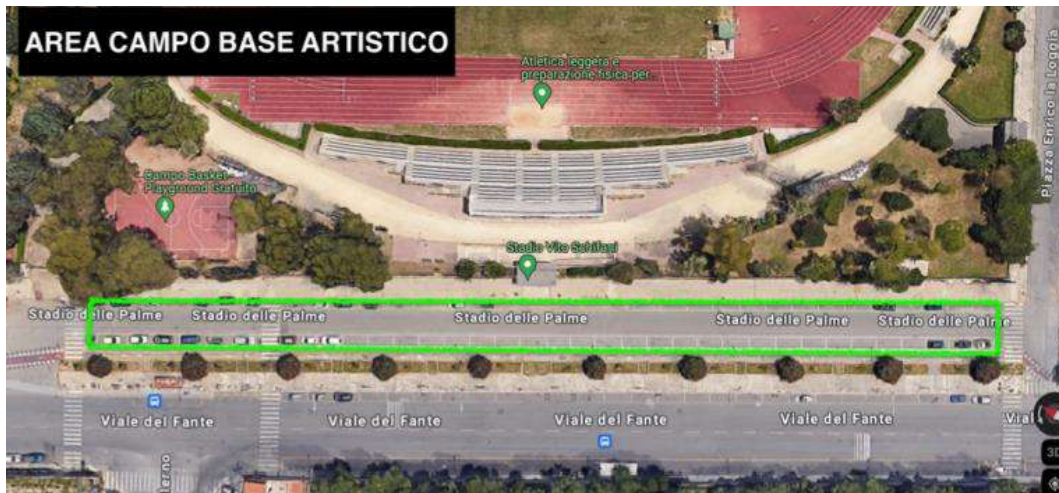 AREA CAMPO BASE ARTISTICO
Atletica leggera e
preparazione fisica per
Piazza Enrico la Loggia
Campo Basket
Playground Gratuito
Stadio Vito Schifani
Stadio delle Palme
Stadio delle Palme
Stadio delle Palme
Stadio delle Palme
Stadio delle Palme
Viale del Fante
Viale del Fante
Viale del Fante
Viale del Fante
Viale
3D